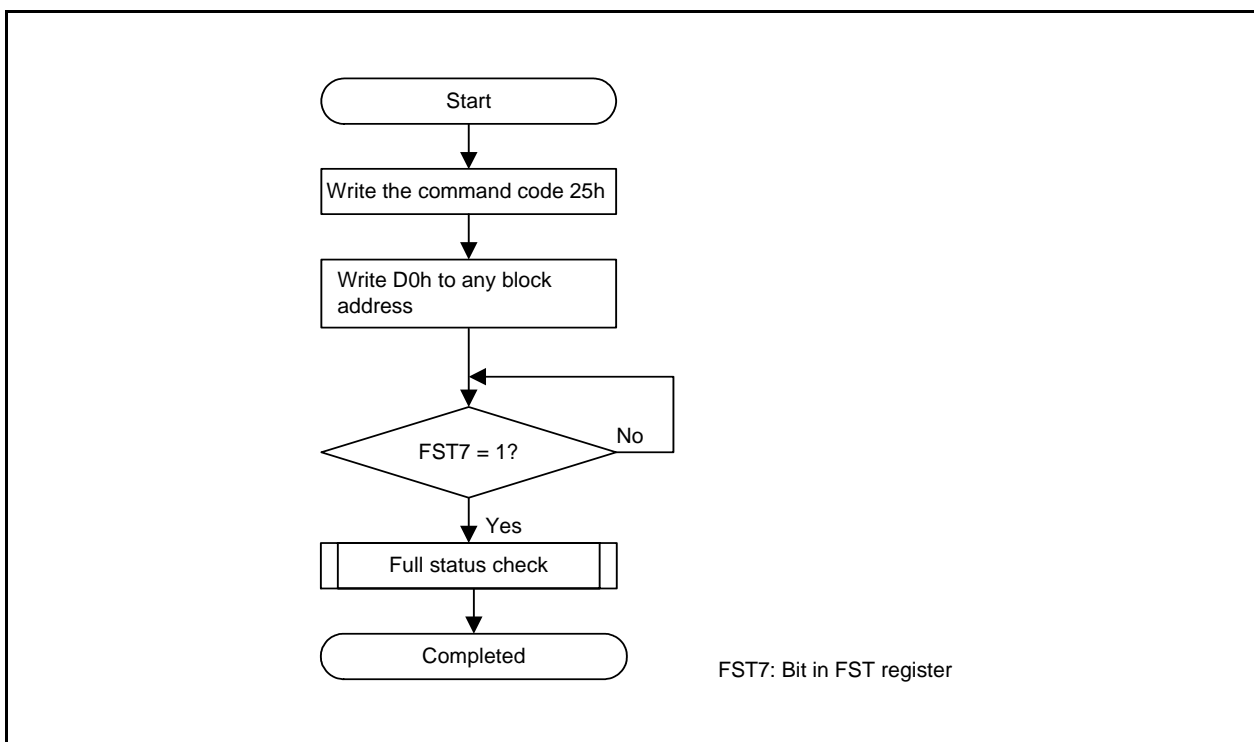 Start
Write the command code 25h
Write D0h to any block
address
FST7 = 1?
No
Yes
Full status check
Completed
FST7: Bit in FST register